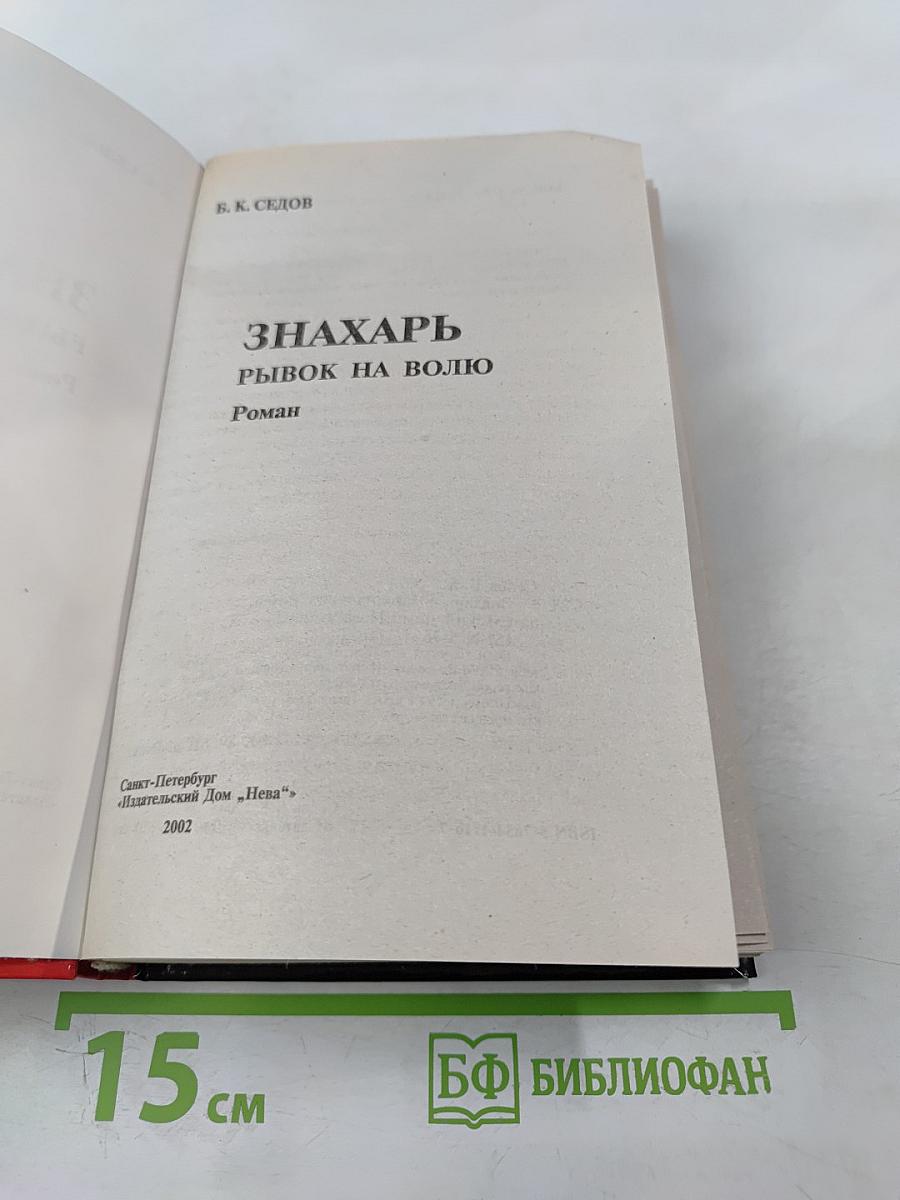 Б. К. СЕДОВ
ЗНАХАРЬ
РЫВОК НА ВОЛЮ
Роман
Санкт-Петербург
«Издательский Дом „Нева“»
2002
15 см
БФ БИБЛИОФАН